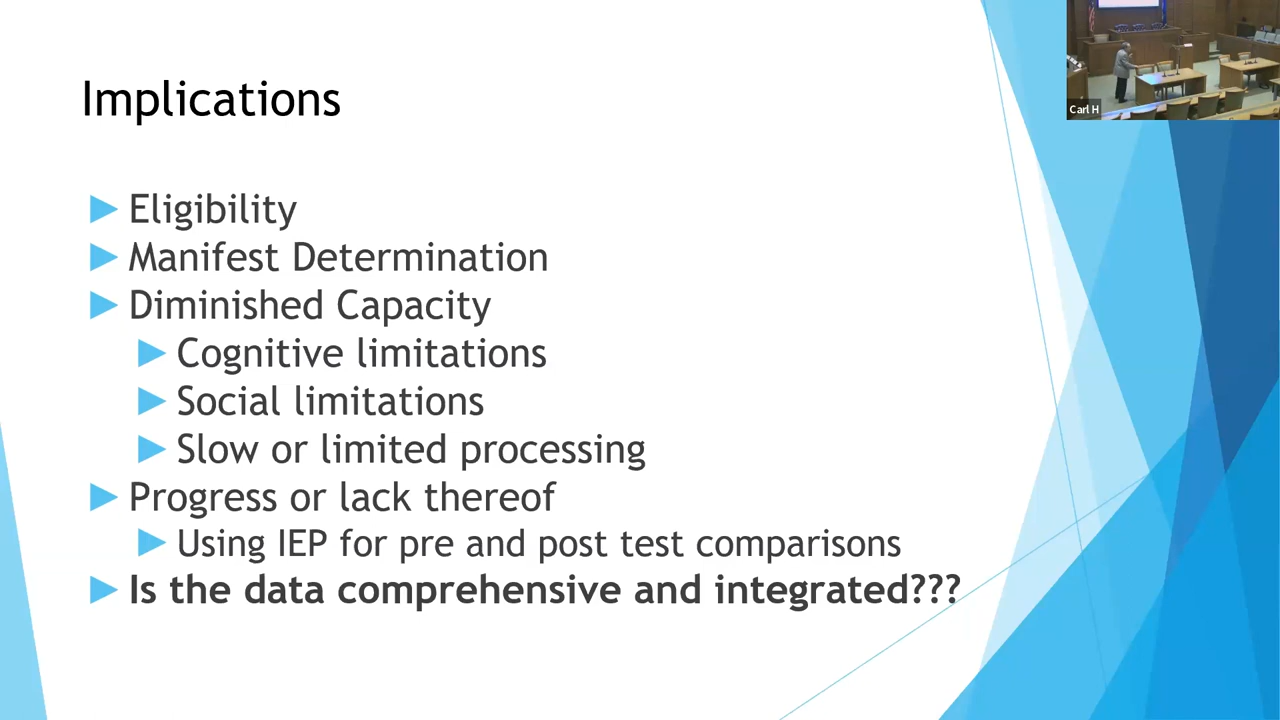 Implications
Eligibility
Manifest Determination
Diminished Capacity
Cognitive limitations
Social limitations
Slow or limited processing
Progress or lack thereof
Using IEP for pre and post test comparisons
Is the data comprehensive and integrated???
Carl H